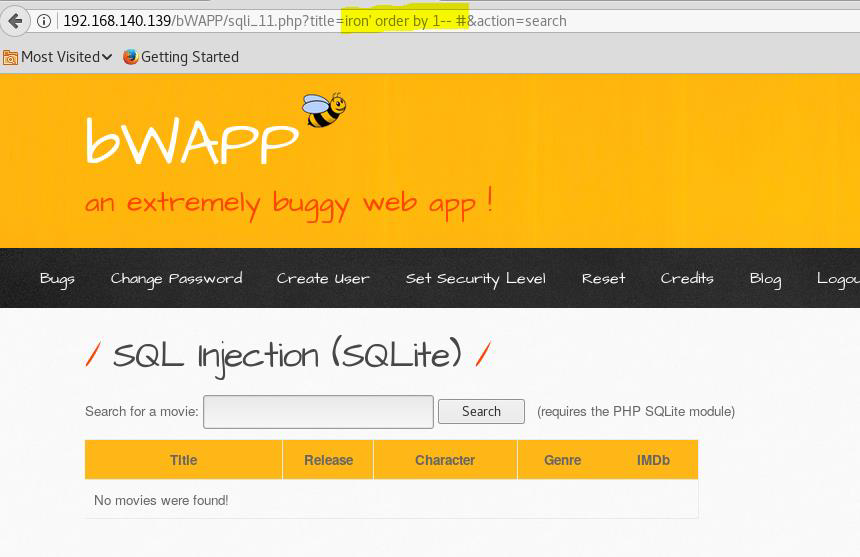 192.168.140.139/bWAPP/sqli_11.php?title=iron' order by 1-- #&action=search
Most Visited Getting Started
bWAPP
an extremely buggy web app !
Bugs Change Password Create User Set Security Level Reset Credits Blog Logou
/ SQL Injection (SQLite) /
Search for a movie: Search (requires the PHP SQLite module)
Title Release Character Genre IMDb
No movies were found!